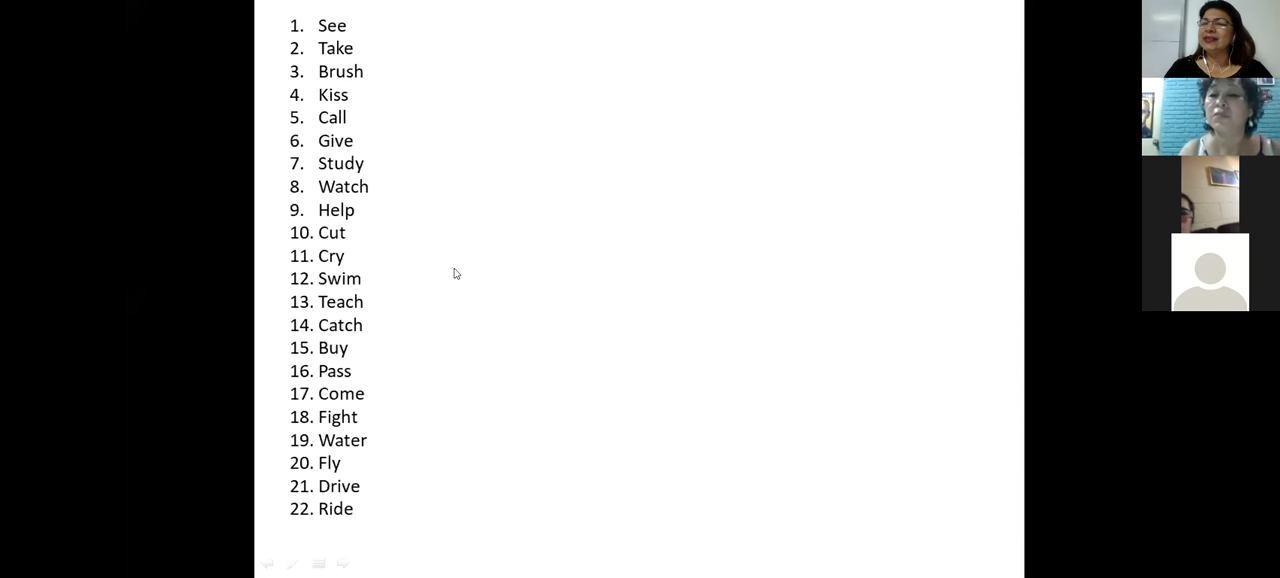 1. See
2. Take
3. Brush
4. Kiss
5. Call
6. Give
7. Study
8. Watch
9. Help
10. Cut
11. Cry
12. Swim
13. Teach
14. Catch
15. Buy
16. Pass
17. Come
18. Fight
19. Water
20. Fly
21. Drive
22. Ride